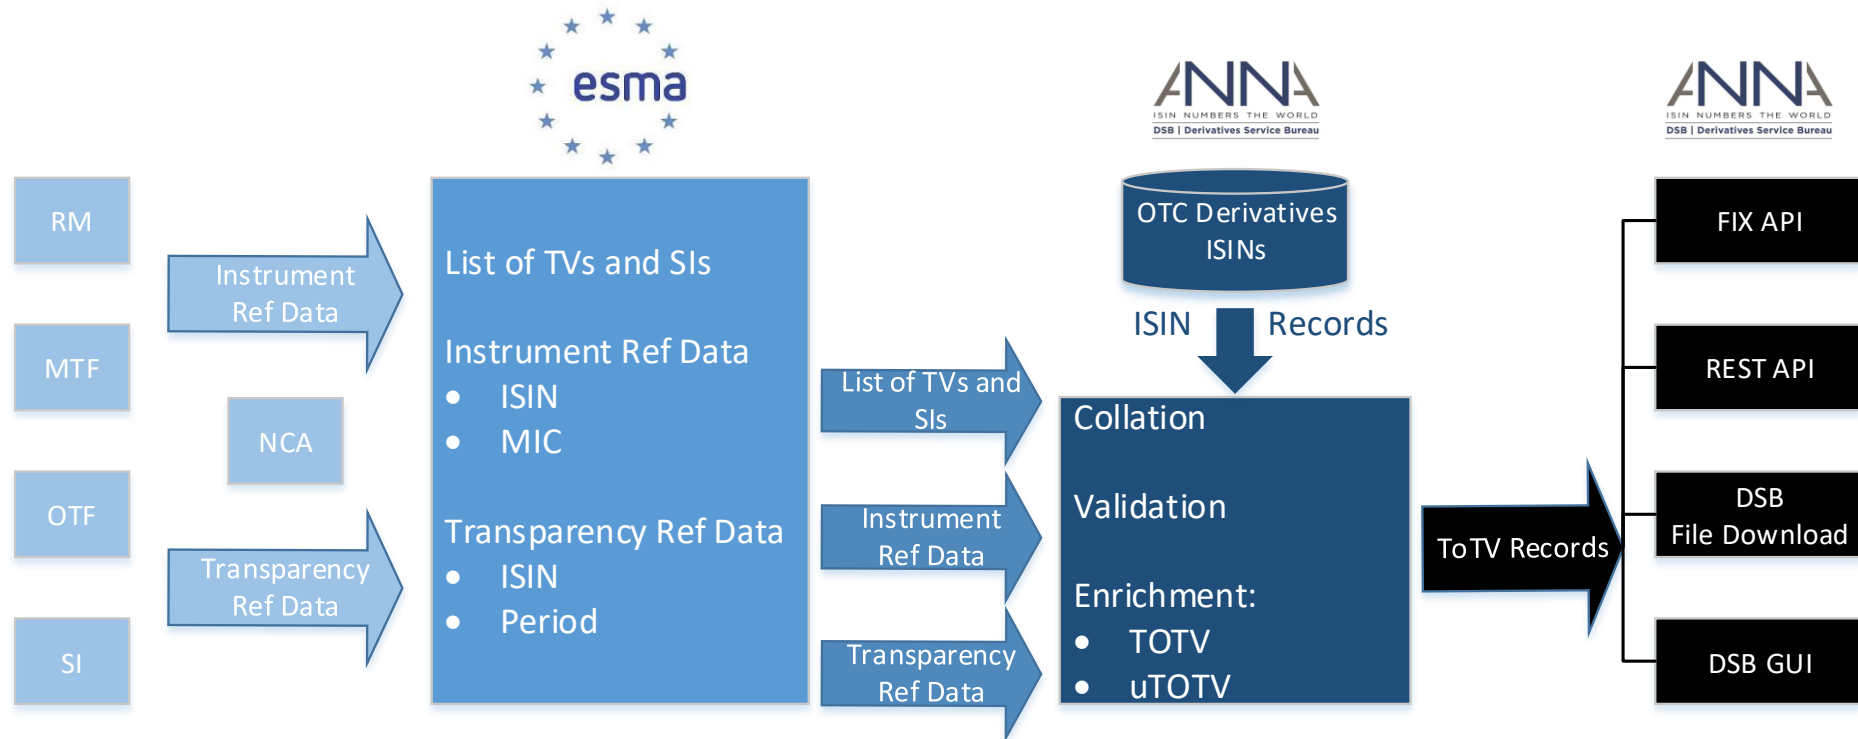 esma
ANNA
ISIN NUMBERS THE WORLD
DSB | Derivatives Service Bureau
ANNA
ISIN NUMBERS THE WORLD
DSB | Derivatives Service Bureau
RM
MTF
OTF
SI
NCA
Instrument
Ref Data
Transparency
Ref Data
List of TVs and SIs
Instrument Ref Data
• ISIN
• MIC
Transparency Ref Data
• ISIN
• Period
List of TVs and
SIs
Instrument
Ref Data
Transparency
Ref Data
OTC Derivatives
ISINs
ISIN Records
Collation
Validation
Enrichment:
• TOTV
• uTOTV
ToTV Records
FIX API
REST API
DSB
File Download
DSB GUI